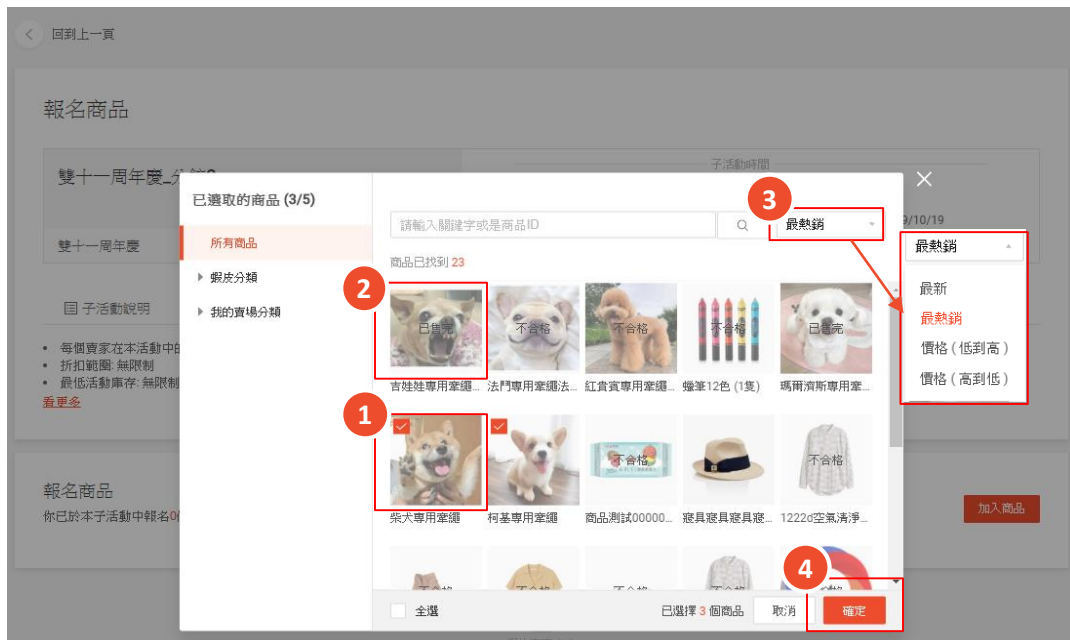 回到上一頁
報名商品
雙十一周年慶_分
子活動時間
9/10/19
雙十一周年慶
子活動說明
• 每個賣家在本活動中的
• 折扣範圍: 無限制
• 最低活動庫存: 無限制
看更多
報名商品
你已於本子活動中報名0
加入商品
已選取的商品 (3/5)
所有商品
蝦皮分類
我的賣場分類
請輸入關鍵字或是商品ID
3
最熱銷
商品已找到 23
2
已售完
不合格
不合格
不合格
已售完
吉娃娃專用牽繩...
法鬥專用牽繩法...
紅貴賓專用牽繩...
蠟筆12色 (1隻)
瑪爾濟斯專用牽...
1
不合格
不合格
柴犬專用牽繩
柯基專用牽繩
商品測試00000...
寢具寢具寢具寢...
1222d空氣清淨...
不合格
不合格
不合格
不合格
4
全選
已選擇 3 個商品
取消
確定
最熱銷
最新
最熱銷
價格 ( 低到高 )
價格 ( 高到低 )